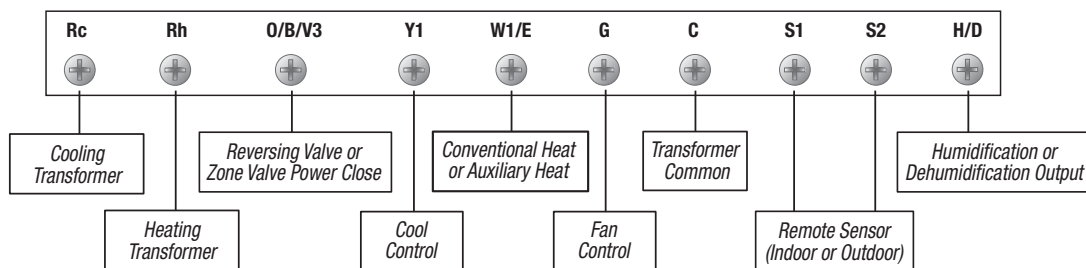 Rc Rh O/B/V3 Y1 W1/E G C S1 S2 H/D
Cooling
Transformer
Reversing Valve or
Zone Valve Power Close
Conventional Heat
or Auxiliary Heat
Transformer
Common
Humidification or
Dehumidification Output
Heating
Transformer
Cool
Control
Fan
Control
Remote Sensor
(Indoor or Outdoor)